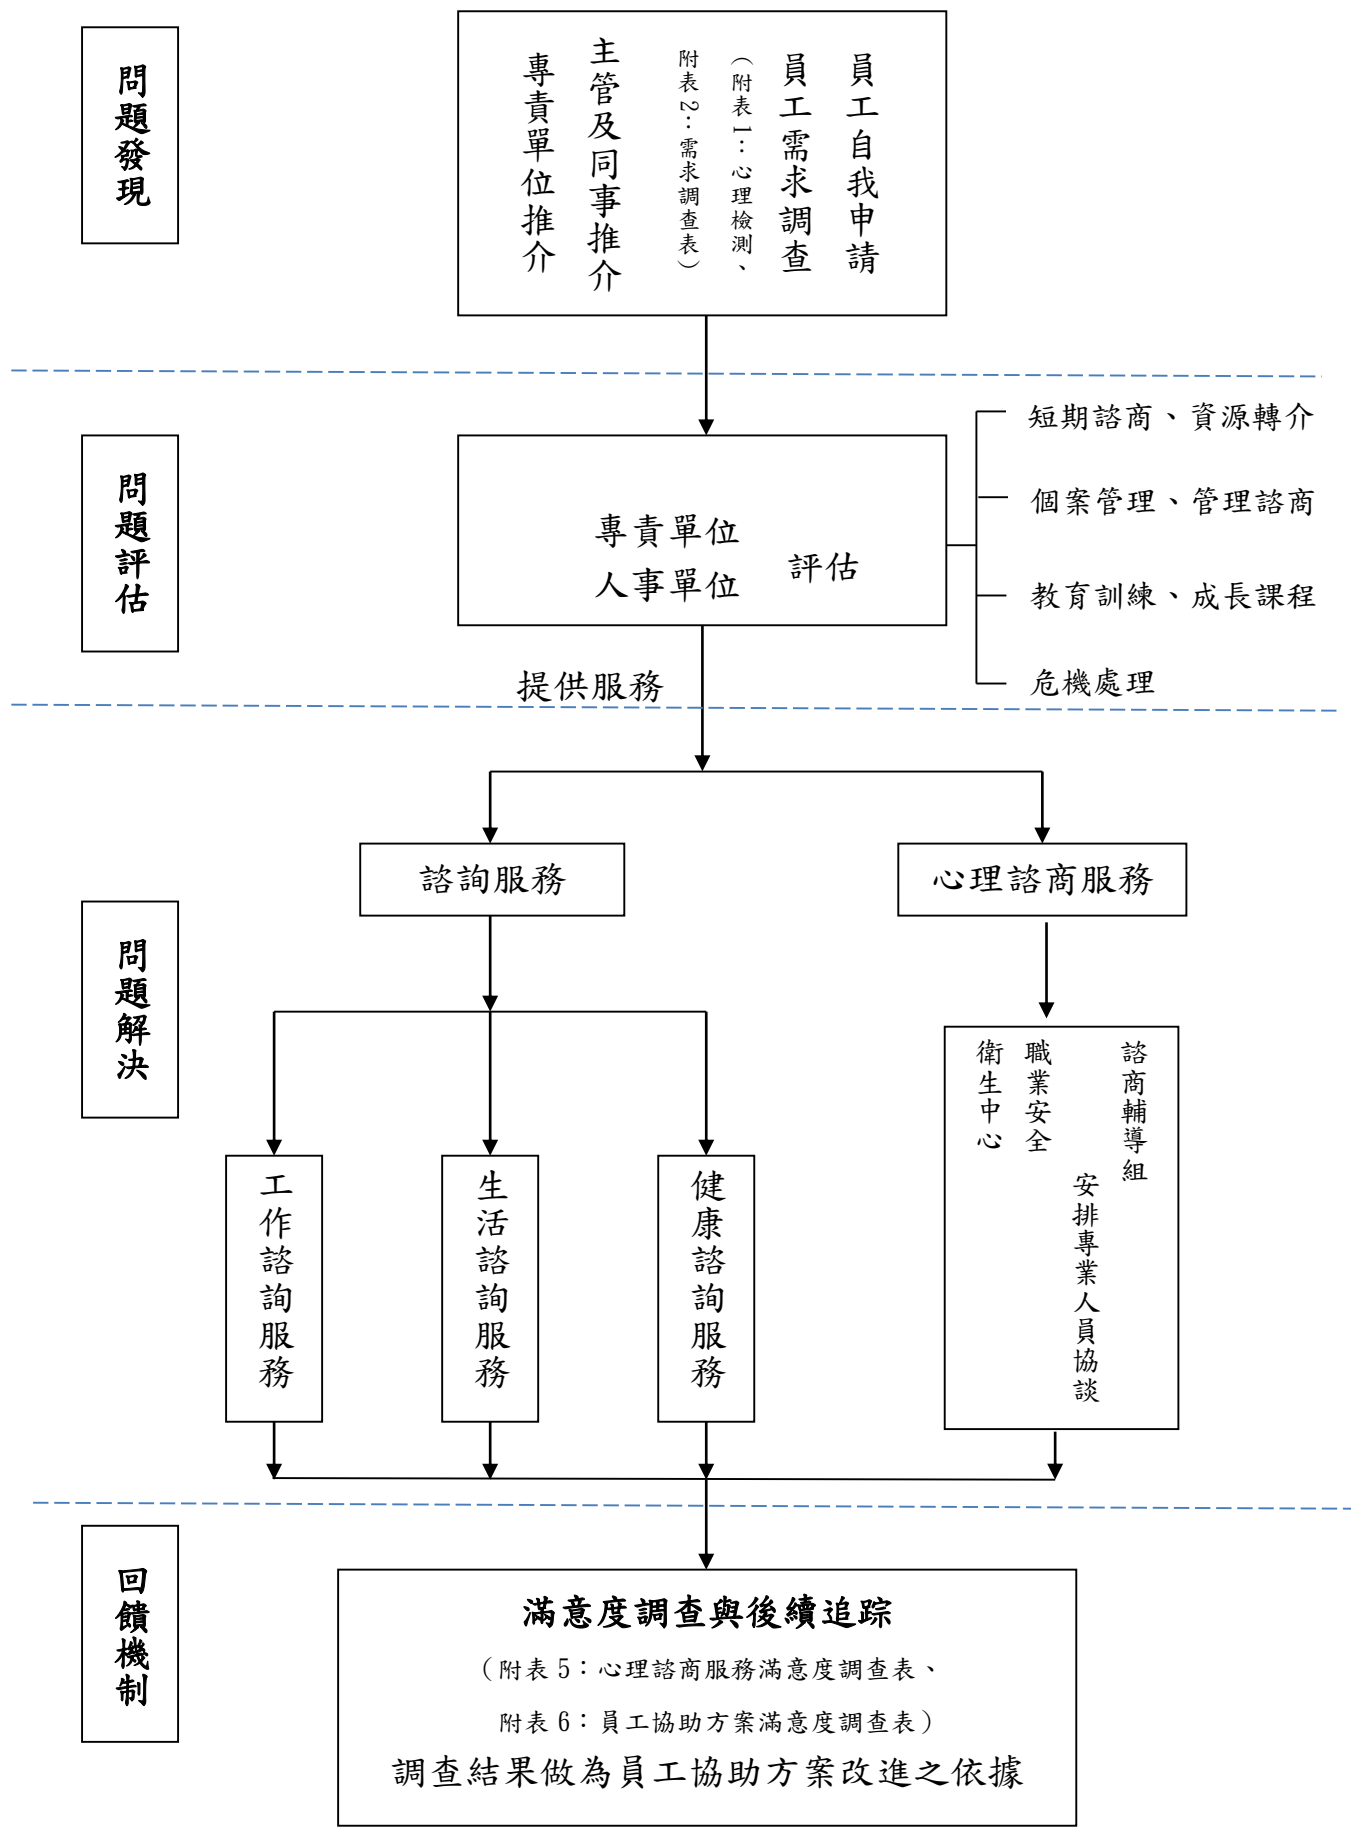 問題發現
員工自我申請
員工需求調查
（附表1：心理檢測、
附表2：需求調查表）
主管及同事推介
專責單位推介
問題評估
專責單位
人事單位
評估
短期諮商、資源轉介
個案管理、管理諮商
教育訓練、成長課程
危機處理
提供服務
問題解決
諮詢服務
心理諮商服務
工作諮詢服務
生活諮詢服務
健康諮詢服務
諮商輔導組
安排專業人員協談
職業安全
衛生中心
回饋機制
滿意度調查與後續追踪
（附表5：心理諮商服務滿意度調查表、
附表6：員工協助方案滿意度調查表）
調查結果做為員工協助方案改進之依據